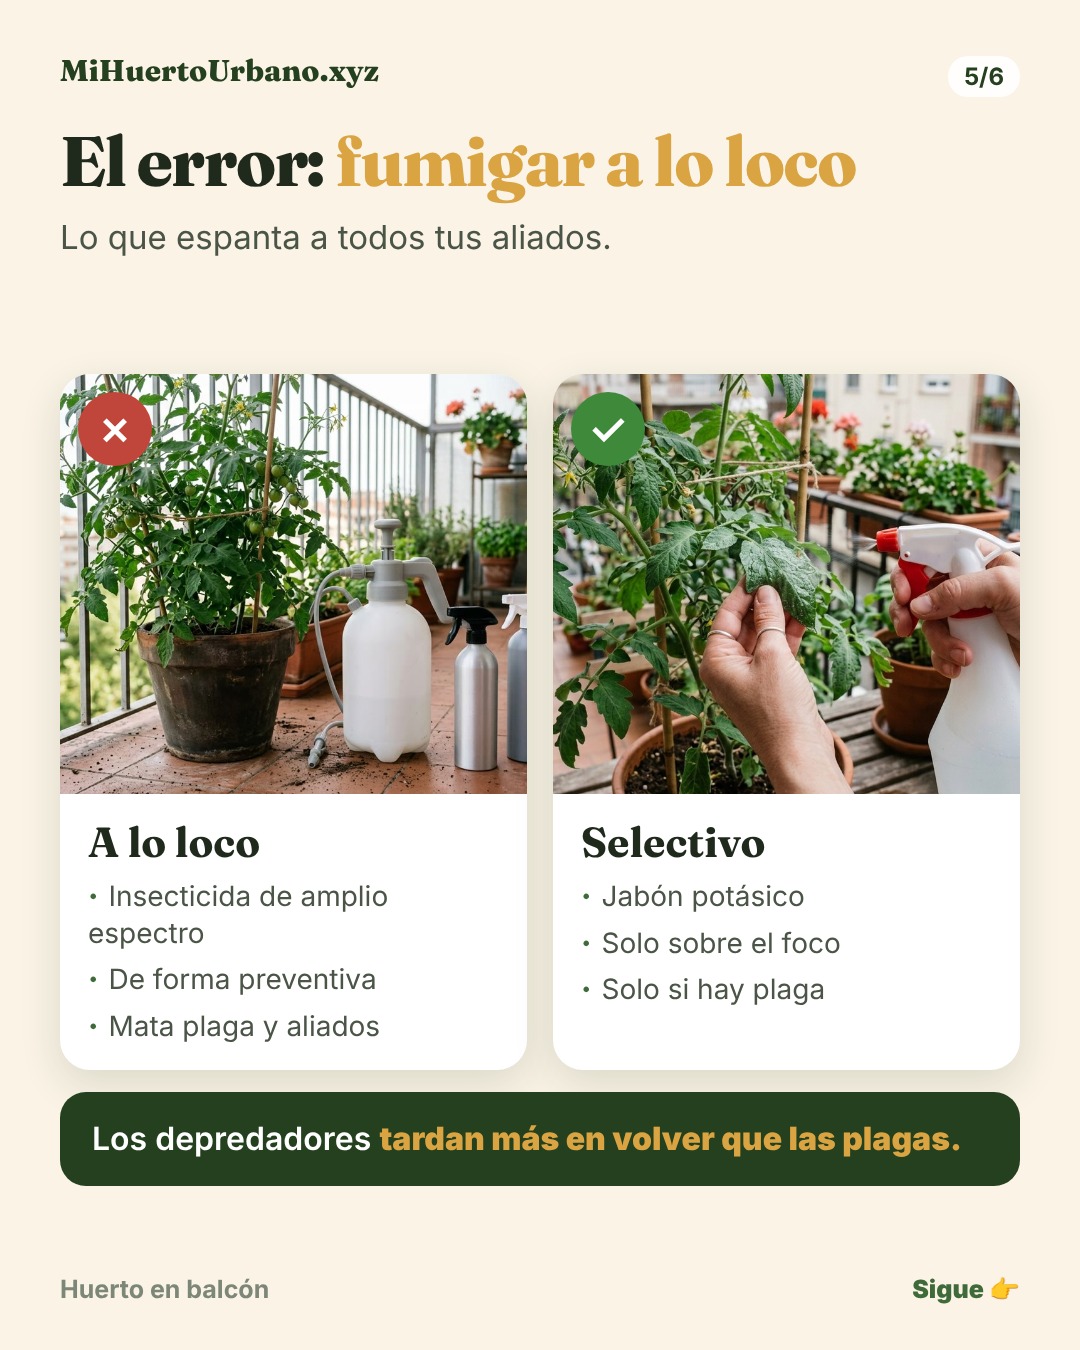 MiHuertoUrbano.xyz
5/6
El error: fumigar a lo loco
Lo que espanta a todos tus aliados.
A lo loco
• Insecticida de amplio
espectro
• De forma preventiva
• Mata plaga y aliados
Selectivo
• Jabón potásico
• Solo sobre el foco
• Solo si hay plaga
Los depredadores tardan más en volver que las plagas.
Huerto en balcón
Sigue 👉